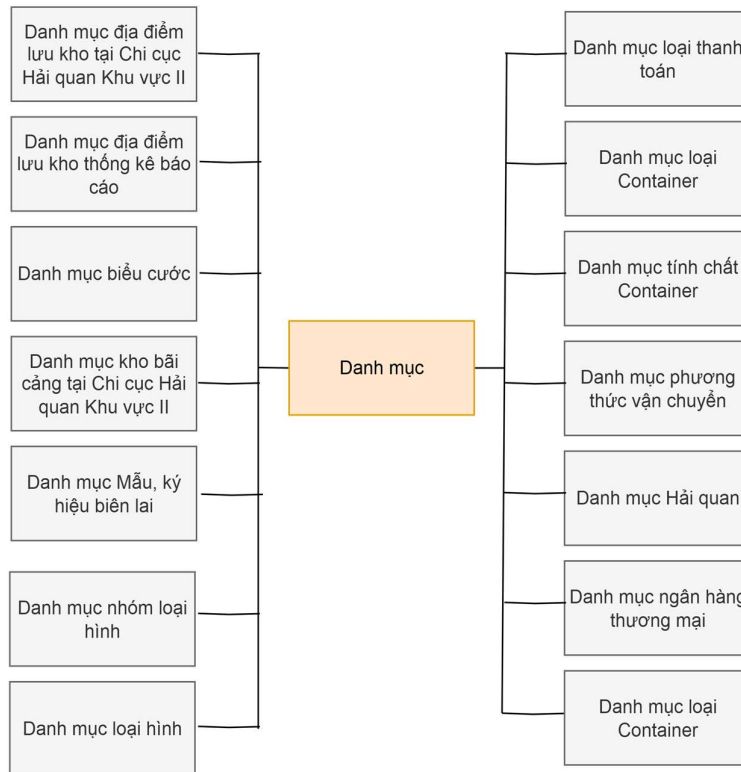 Danh mục địa điểm
lưu kho tại Chi cục
Hải quan Khu vực II
Danh mục địa điểm
lưu kho thống kê báo
cáo
Danh mục biểu cước
Danh mục kho bãi
cảng tại Chi cục Hải
quan Khu vực II
Danh mục Mẫu, ký
hiệu biên lai
Danh mục nhóm loại
hình
Danh mục loại hình
Danh mục
Danh mục loại thanh
toán
Danh mục loại
Container
Danh mục tính chất
Container
Danh mục phương
thức vận chuyển
Danh mục Hải quan
Danh mục ngân hàng
thương mại
Danh mục loại
Container